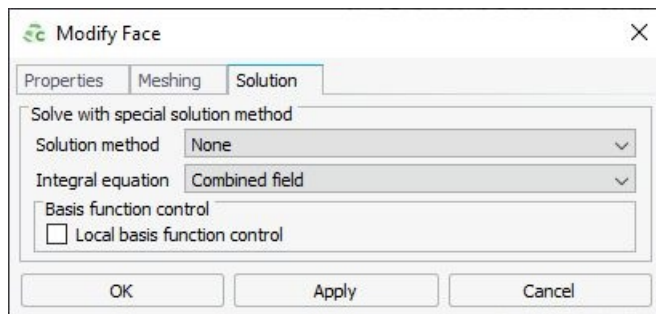 Modify Face
Properties Meshing Solution
Solve with special solution method
Solution method None
Integral equation Combined field
Basis function control
Local basis function control
OK Apply Cancel